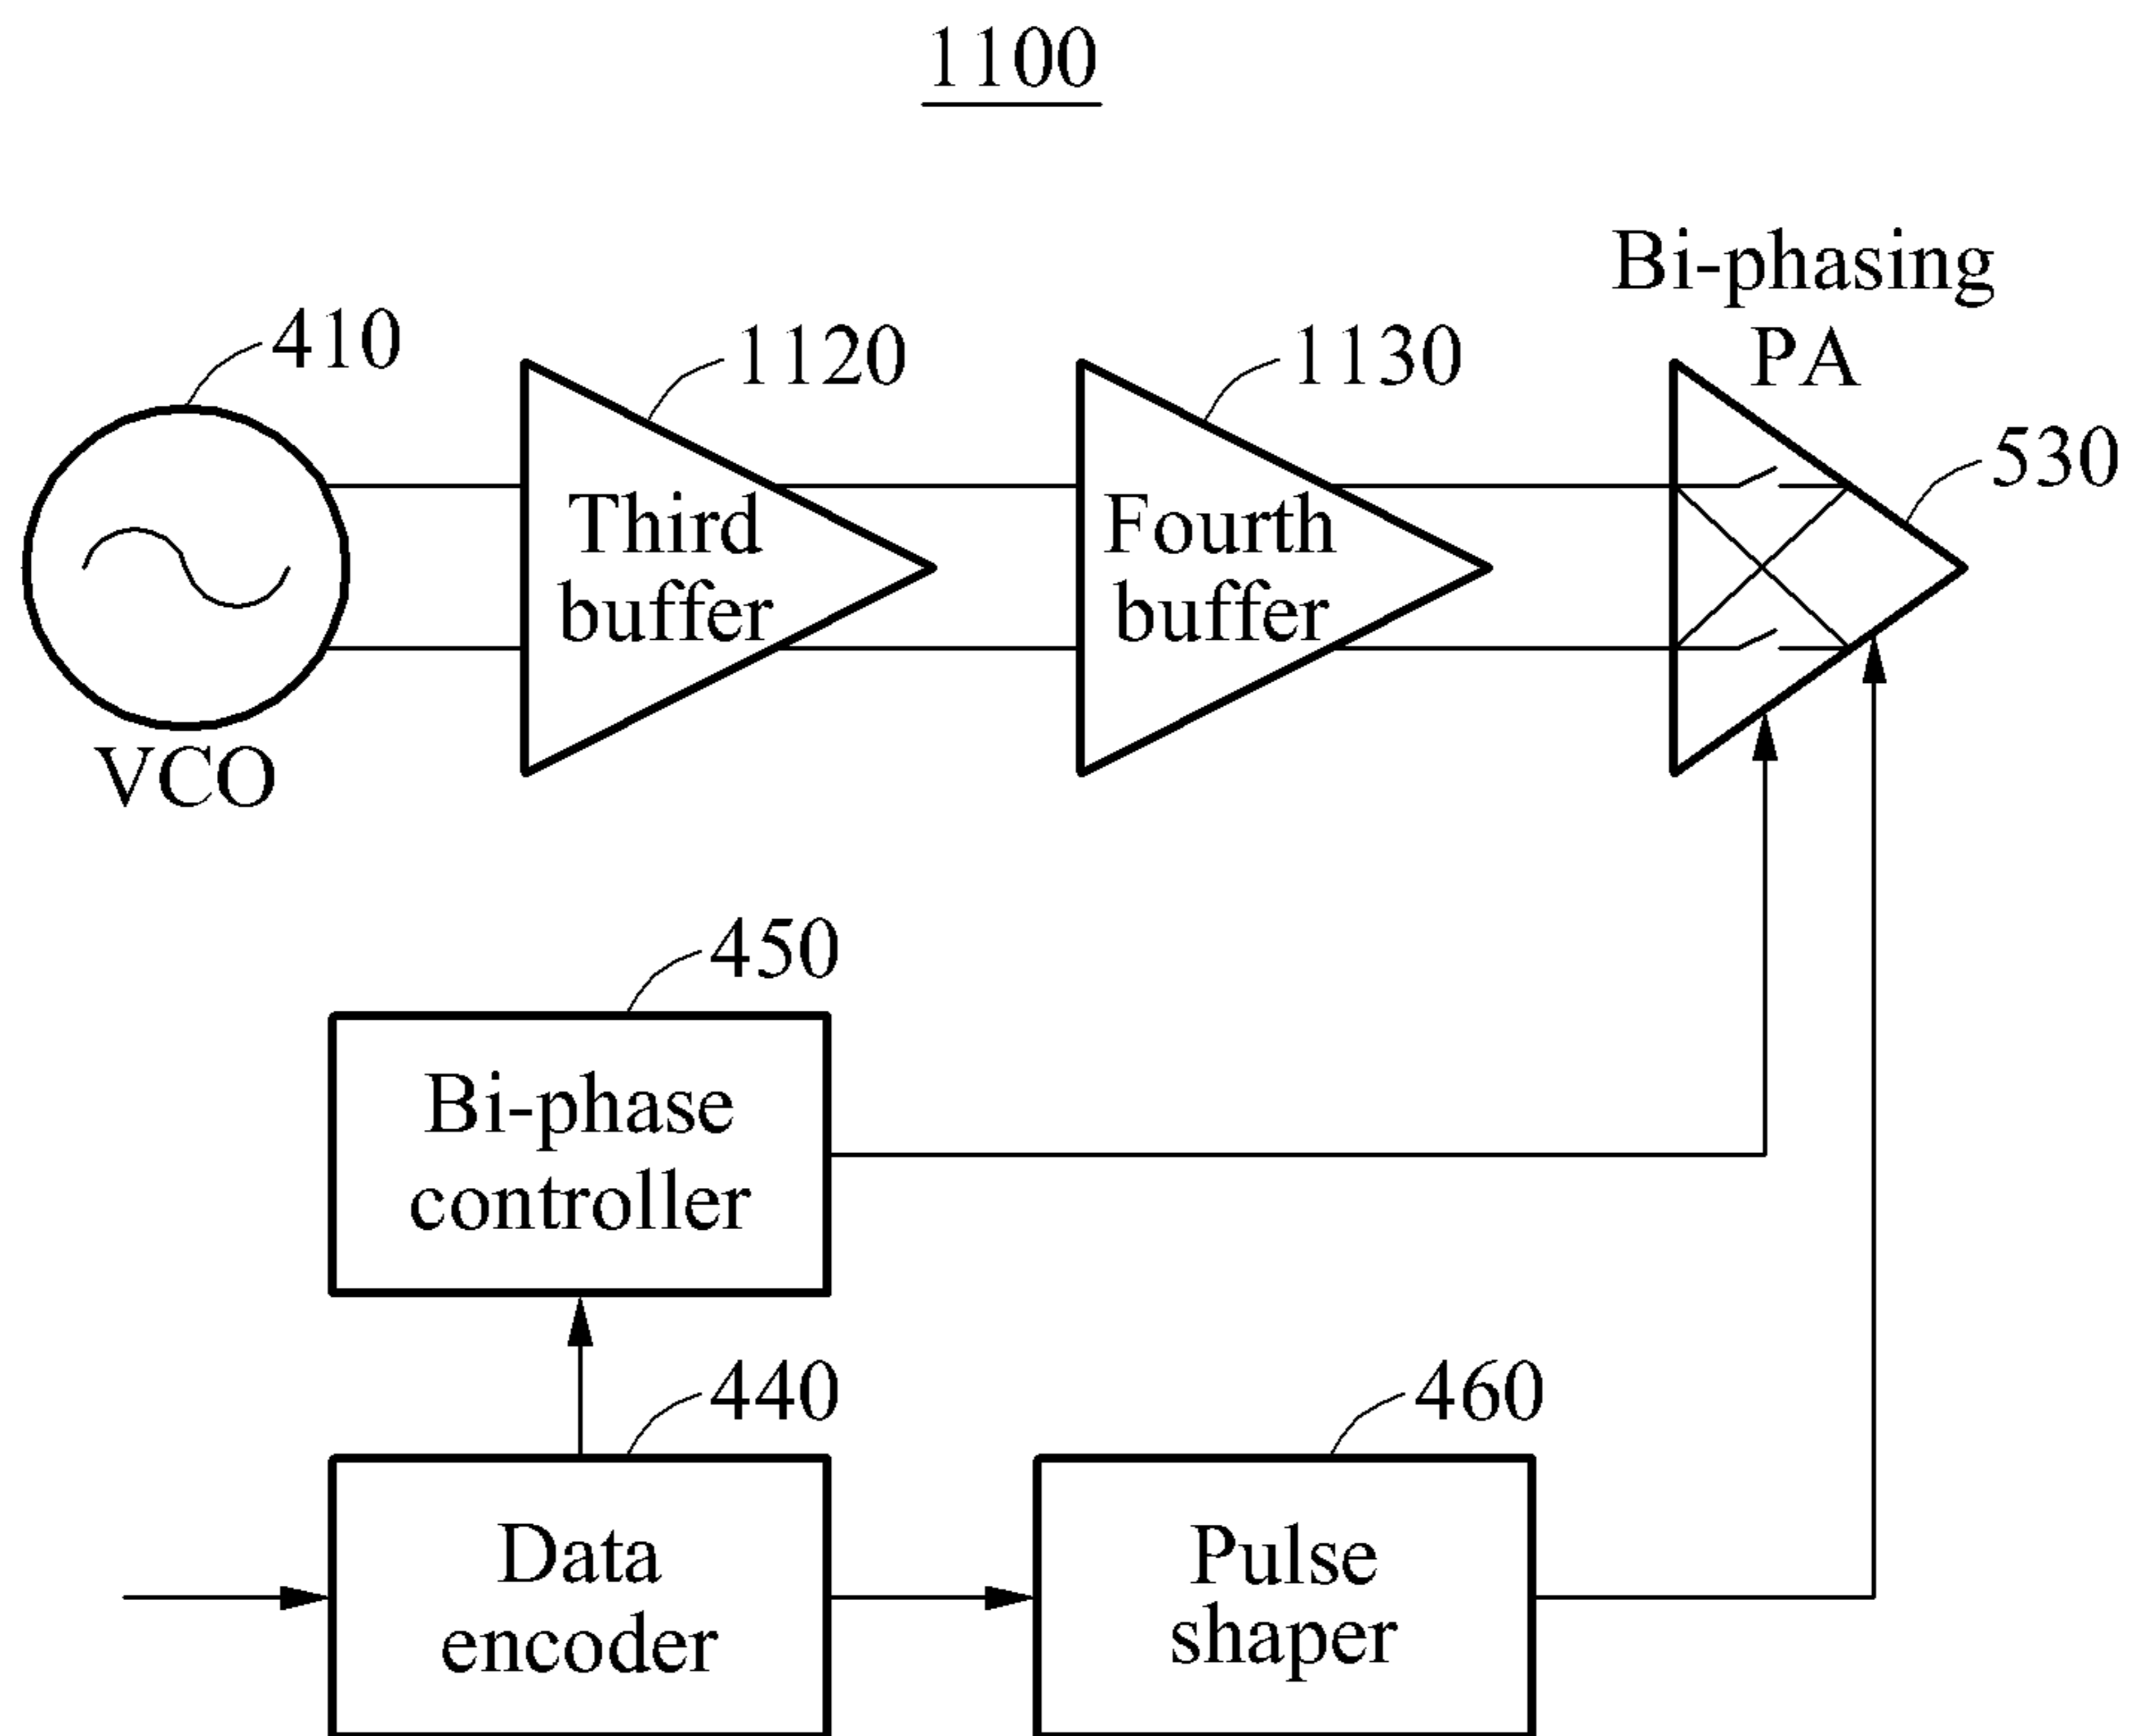 1100
Bi-phasing
PA
410
1120
1130
530
Third
buffer
Fourth
buffer
VCO
450
Bi-phase
controller
440
460
Data
encoder
Pulse
shaper